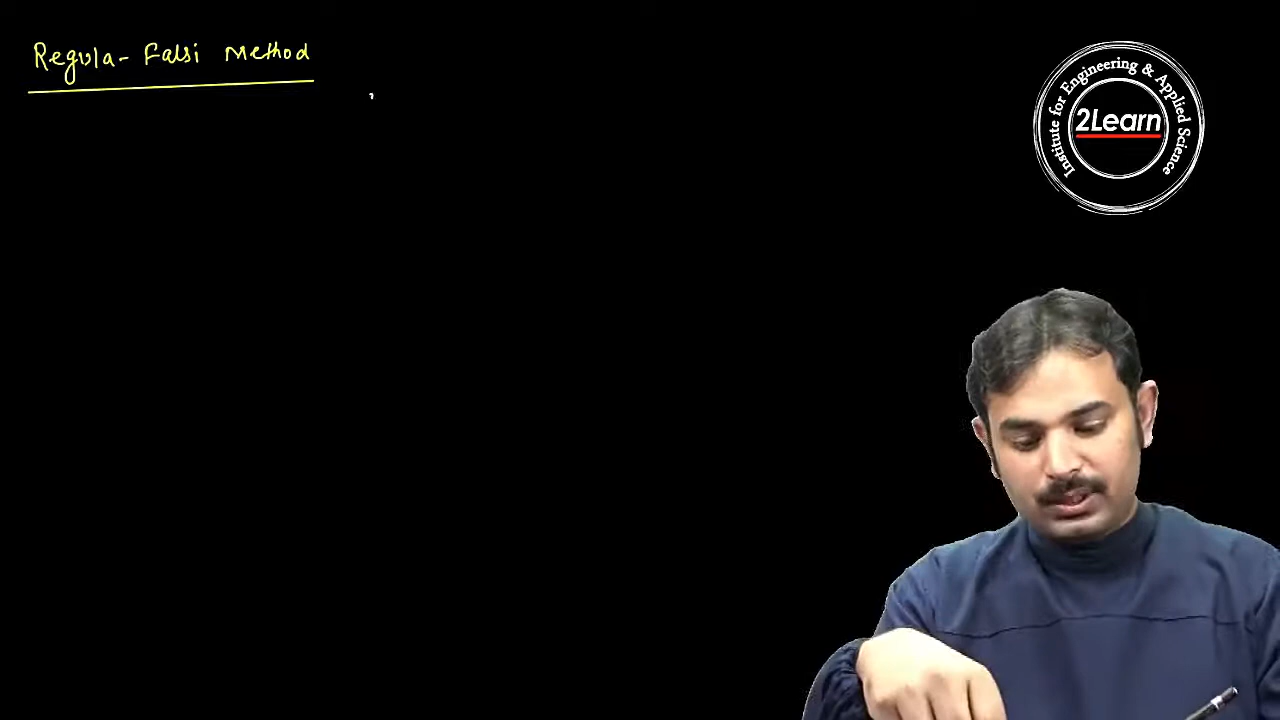 Regula-Falsi Method
Institute for Engineering & Applied Science
2Learn